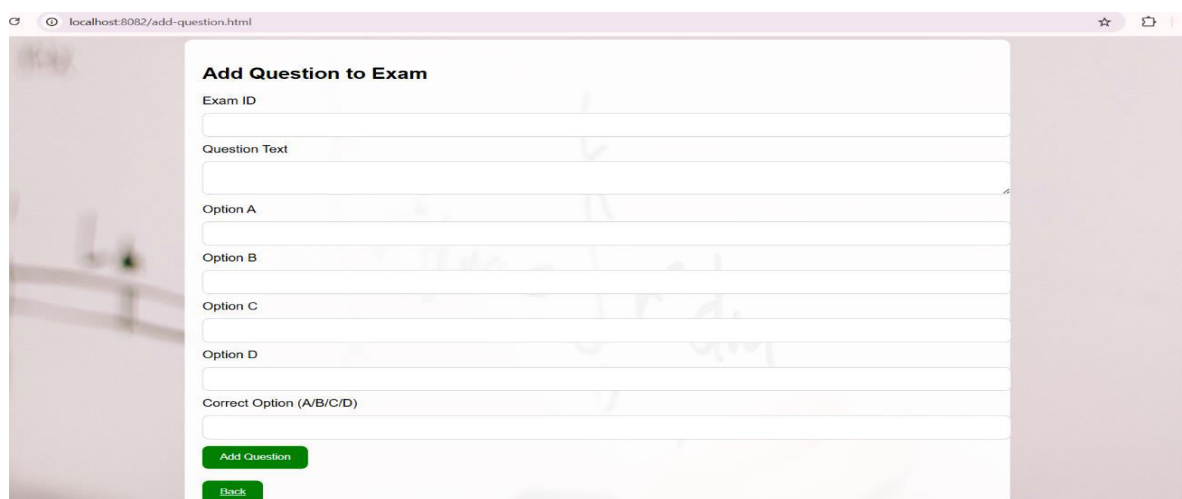 localhost:8082/add-question.html
Add Question to Exam
Exam ID
Question Text
Option A
Option B
Option C
Option D
Correct Option (A/B/C/D)
Add Question
Back